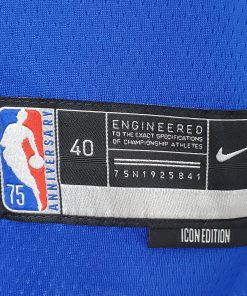 75
ANNIVERSARY
40
ENGINEERED
TO THE EXACT SPECIFICATIONS
OF CHAMPIONSHIP ATHLETES
75N1925841
ICON EDITION